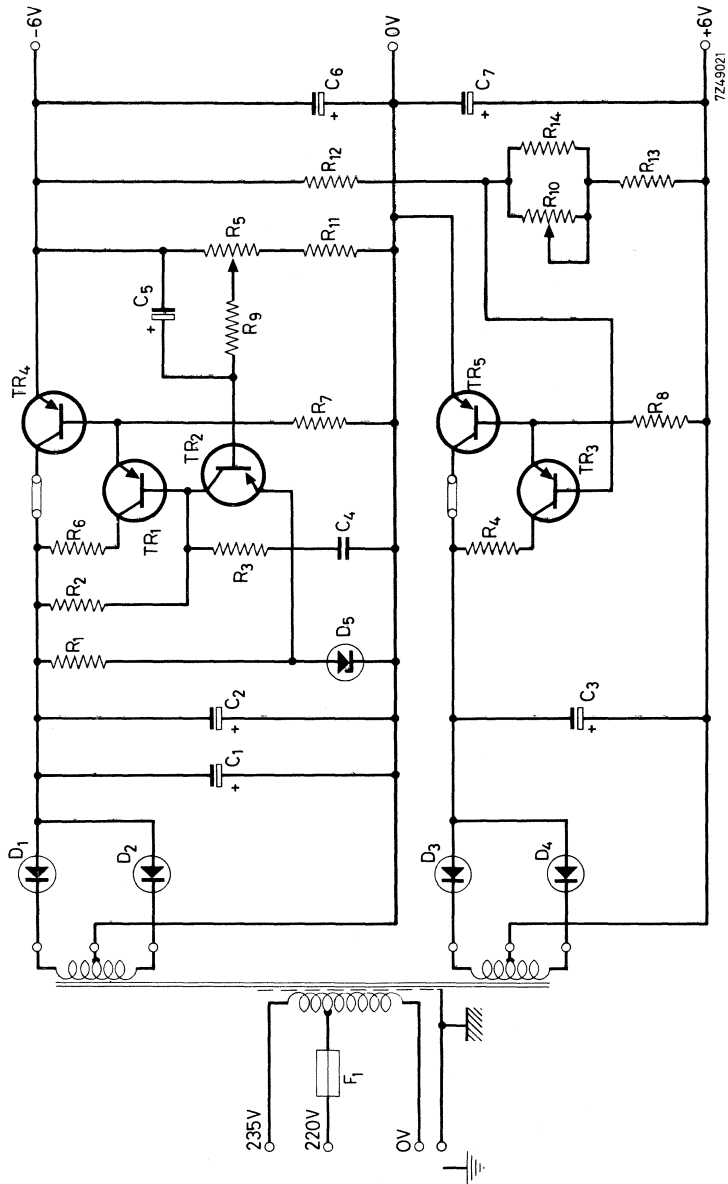 -6V
0V
+6V
7Z49021
C6
+
C7
+
R14
R10
R13
R12
R5
R11
C5
+
R9
TR4
TR5
TR2
R7
R8
TR3
TR1
R6
R4
R2
R3
C4
R1
D5
C2
+
C1
+
C3
+
D1
D2
D3
D4
235V
220V
0V
F1